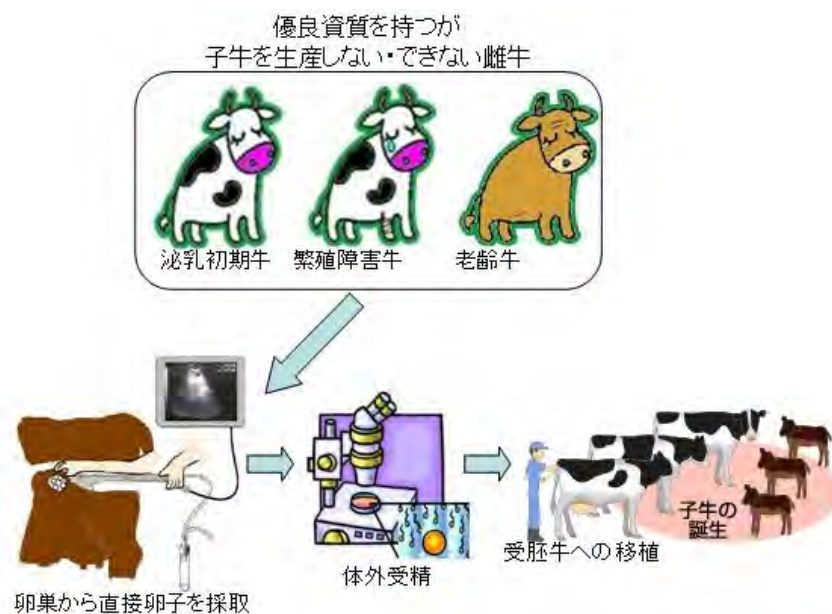 優良資質を持つが
子牛を生産しない・できない雌牛
泌乳初期牛
繁殖障害牛
老齢牛
卵巣から直接卵子を採取
体外受精
受胚牛への移植
子牛の
誕生